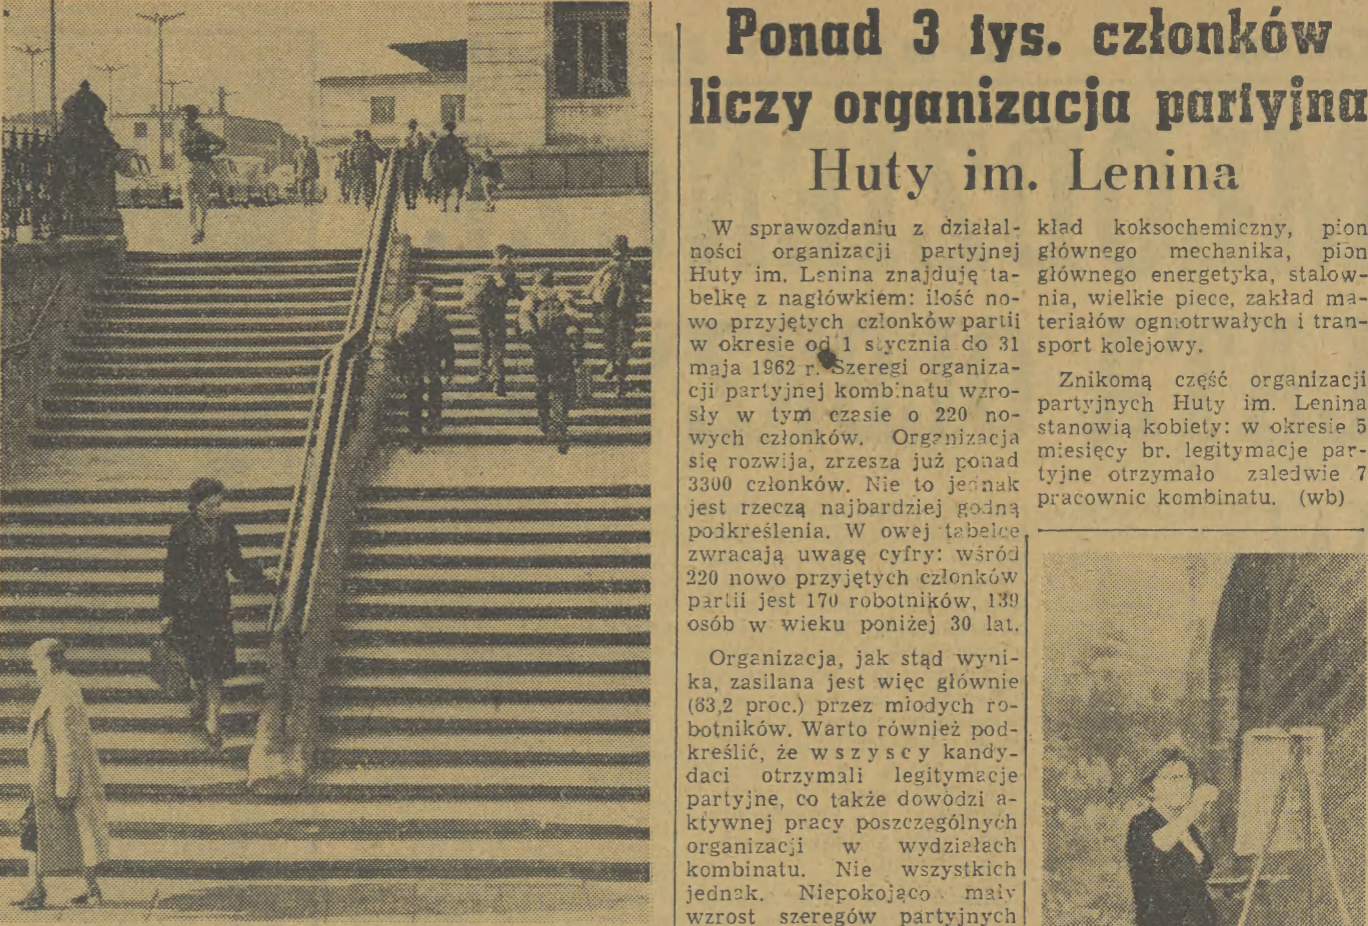 Ponad 3 tys. członków
liczy organizacja partyjna
Huty im. Lenina
W sprawozdaniu z działal-
ności organizacji partyjnej
Huty im. Lenina znajduję ta-
belkę z nagłówkiem: ilość no-
wo przyjętych członków partii
w okresie od 1 stycznia do 31
maja 1962 r. Szeregi organiza-
cji partyjnej kombinatu wzro-
sły w tym czasie o 220 no-
wych członków. Organizacja
się rozwija, zrzesza już ponad
3300 członków. Nie to jednak
jest rzeczą najbardziej godną
podkreślenia. W owej tabelce
zwracają uwagę cyfry: wśród
220 nowo przyjętych członków
partii jest 170 robotników, 139
osób w wieku poniżej 30 lat.
Organizacja, jak stąd wyni-
ka, zasilana jest więc głównie
(63,2 proc.) przez młodych ro-
botników. Warto również pod-
kreślić, że wszyscy kandy-
daci otrzymali legitymacje
partyjne, co także dowodzi a-
ktywnej pracy poszczególnych
organizacji w wydziałach
kombinatu. Nie wszystkich
jednak. Niepokojąco mały
wzrost szeregów partyjnych
kład koksochemiczny, pion
głównego mechanika, pion
głównego energetyka, stalow-
nia, wielkie piece, zakład ma-
teriałów ogniotrwałych i tran-
sport kolejowy.
Znikomą część organizacji
partyjnych Huty im. Lenina
stanowią kobiety: w okresie 5
miesięcy br. legitymacje par-
tyjne otrzymało zaledwie 7
pracownic kombinatu. (wb)